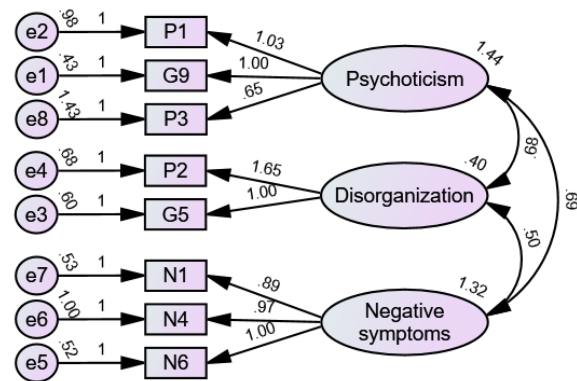 e2
.98
1
P1
1.03
e1
.43
1
G9
1.00
Psychoticism
1.44
e8
1.43
1
P3
.65
e4
.68
1
P2
1.65
Disorganization
.40
.68
.69
e3
.60
1
G5
1.00
.50
e7
.53
1
N1
.89
1.32
e6
1.00
1
N4
.97
Negative
symptoms
e5
.52
1
N6
1.00